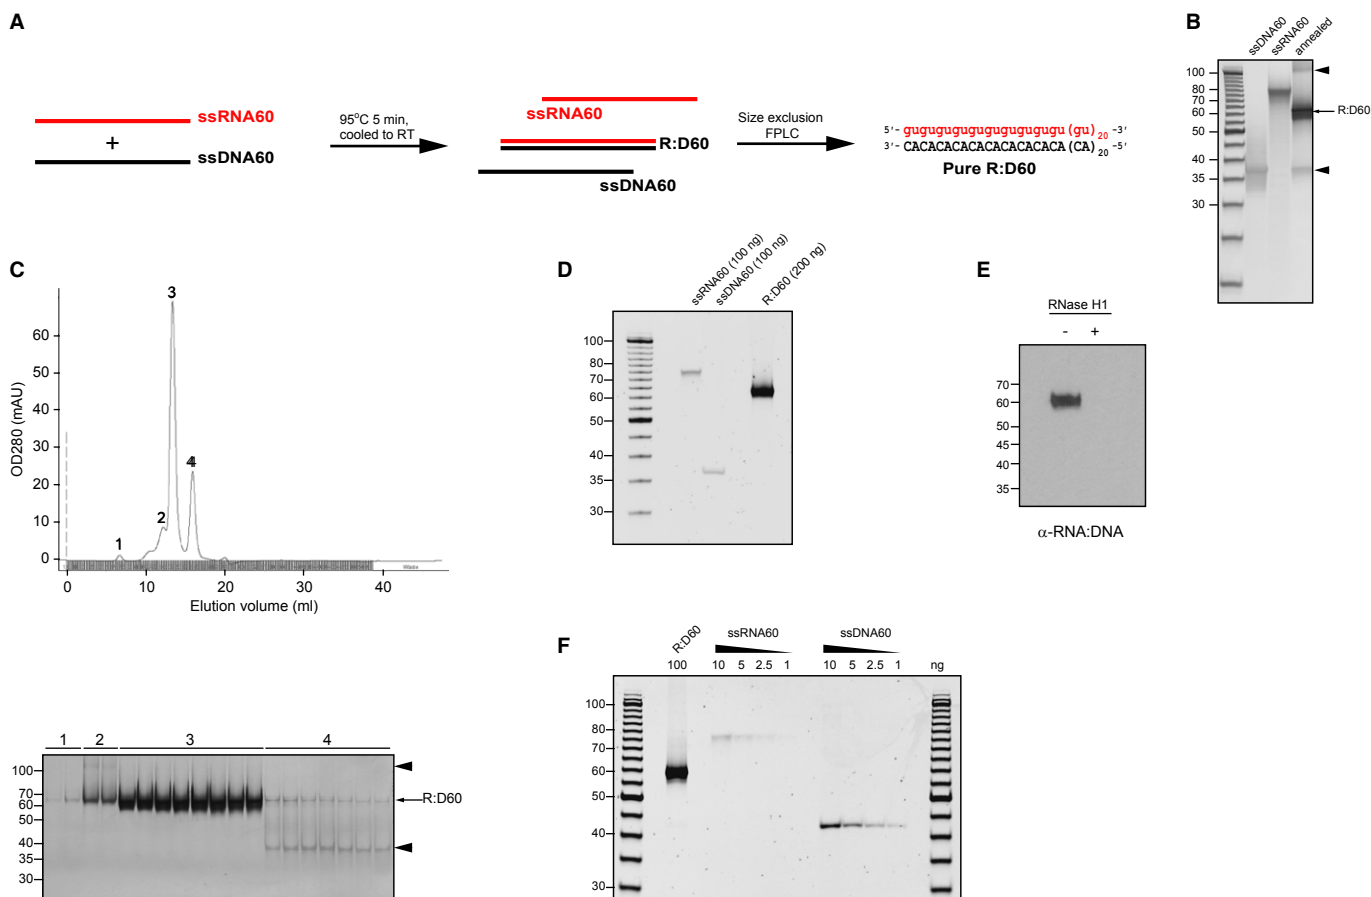 A
ssRNA60
+
ssDNA60
95°C 5 min,
cooled to RT
ssRNA60
R:D60
ssDNA60
Size exclusion
FPLC
5'- gugugugugugugugugugu(gu)20 -3'
3'- CACACACACACACACACACA(CA)20 -5'
Pure R:D60
B
ssDNA60
ssRNA60
annealed
100
80
70
60
50
40
35
30
R:D60
C
3
4
2
1
60
50
40
30
20
10
0
OD280 (mAU)
Waste
0 10 20 30 40
Elution volume (ml)
1 2 3 4
100
70
60
50
40
35
30
R:D60
D
ssRNA60 (100 ng)
ssDNA60 (100 ng)
R:D60 (200 ng)
100
80
70
60
50
40
35
30
E
RNase H1
- +
70
60
50
45
40
35
α-RNA:DNA
F
R:D60 ssRNA60 ssDNA60
100 10 5 2.5 1 10 5 2.5 1 ng
100
80
70
60
50
40
30